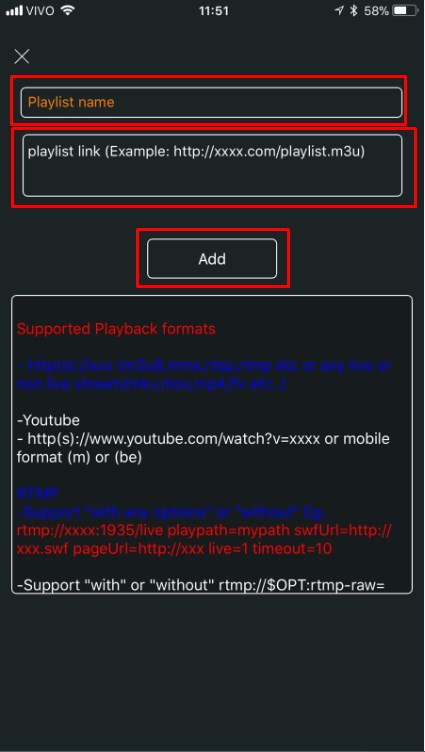 VIVO 11:51 58%
Playlist name
playlist link (Example: http://xxxx.com/playlist.m3u)
Add
Supported Playback formats
- http(s)://xxx (m3u8,mms,rtsp,rtmp etc or any live or
non live stream(mkv,mov,mp4,flv etc..)
-Youtube
- http(s)://www.youtube.com/watch?v=xxxx or mobile
format (m) or (be)
RTMP
-Support "with any options" or "without" Eg
rtmp://xxxx:1935/live playpath=mypath swfUrl=http://
xxx.swf pageUrl=http://xxx live=1 timeout=10
-Support "with" or "without" rtmp://$OPT:rtmp-raw=